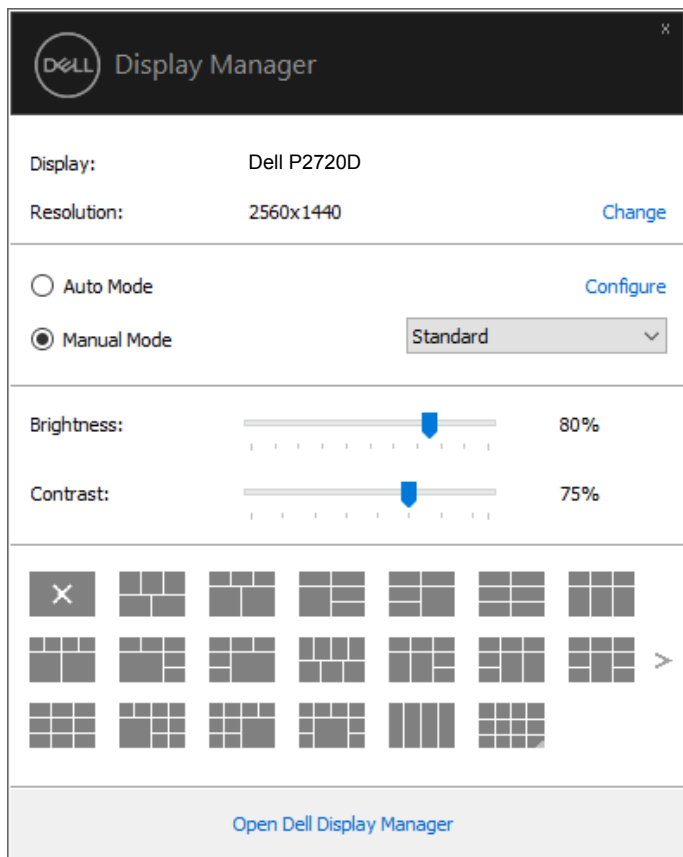 x
DELL Display Manager
Display: Dell P2720D
Resolution: 2560x1440 Change
Auto Mode Configure
Manual Mode Standard
Brightness: 80%
Contrast: 75%
>
Open Dell Display Manager